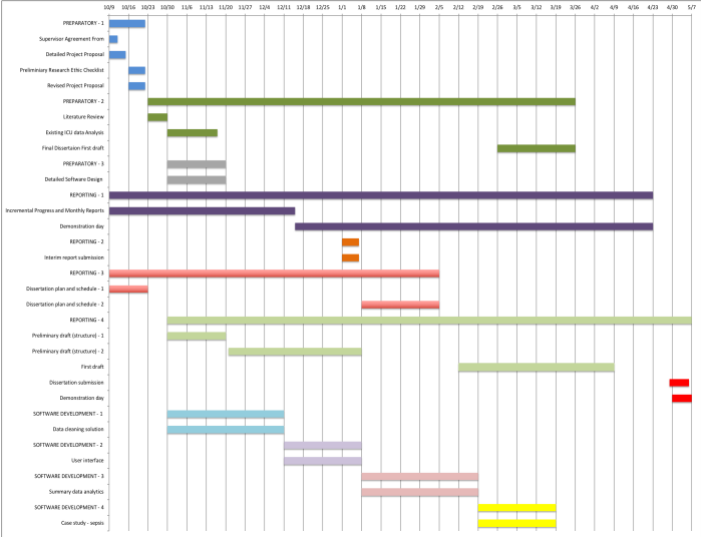 10/9 10/16 10/23 10/30 11/6 11/13 11/20 11/27 12/4 12/11 12/18 12/25 1/1 1/8 1/15 1/22 1/29 2/5 2/12 2/19 2/26 3/5 3/12 3/19 3/26 4/2 4/9 4/16 4/23 4/30 5/7
PREPARATORY - 1
Supervisor Agreement From
Detailed Project Proposal
Preliminary Research Ethic Checklist
Revised Project Proposal
PREPARATORY - 2
Literature Review
Existing ICU data Analysis
Final Dissertaion First draft
PREPARATORY - 3
Detailed Software Design
REPORTING - 1
Incremental Progress and Monthly Reports
Demonstration day
REPORTING - 2
Interim report submission
REPORTING - 3
Dissertation plan and schedule - 1
Dissertation plan and schedule - 2
REPORTING - 4
Preliminary draft (structure) - 1
Preliminary draft (structure) - 2
First draft
Dissertation submission
Demonstration day
SOFTWARE DEVELOPMENT - 1
Data cleaning solution
SOFTWARE DEVELOPMENT - 2
User interface
SOFTWARE DEVELOPMENT - 3
Summary data analytics
SOFTWARE DEVELOPMENT - 4
Case study - sepsis